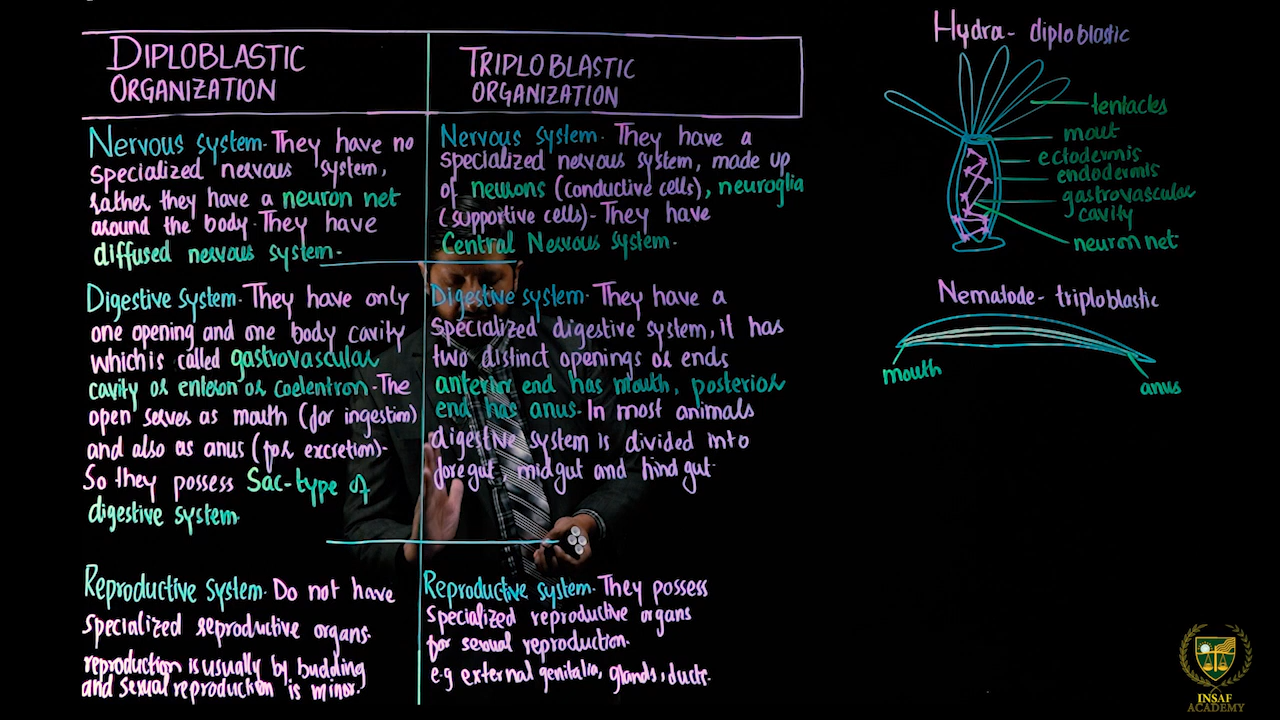 DIPLOBLASTIC
ORGANIZATION
Nervous system. They have no
specialized nervous system,
rather they have a neuron net
around the body. They have
diffused nervous system.
Digestive system. They have only
one opening and one body cavity
which is called gastrovascular
cavity or enteron or coelentron. The
open serves as mouth (for ingestion)
and also as anus (for excretion).
So they possess Sac-type of
digestive system
Reproductive system. Do not have
specialized reproductive organs.
reproduction is usually by budding
and sexual reproduction is minor.
TRIPLOBLASTIC
ORGANIZATION
Nervous system. They have a
specialized nervous system, made up
of neurons (conductive cells), neuroglia
(supportive cells). They have
Central Nervous system.
Digestive system. They have a
specialized digestive system, it has
two distinct openings or ends
anterior end has mouth, posterior
end has anus. In most animals
digestive system is divided into
foregut, midgut and hind gut.
Reproductive system. They possess
specialized reproductive organs
for sexual reproduction.
e.g external genitalia, glands, ducts.
Hydra - diploblastic
tentacles
mout
ectodermis
endodermis
gastrovascular
cavity
neuron net
Nematode - triploblastic
mouth
anus
INSAF
ACADEMY